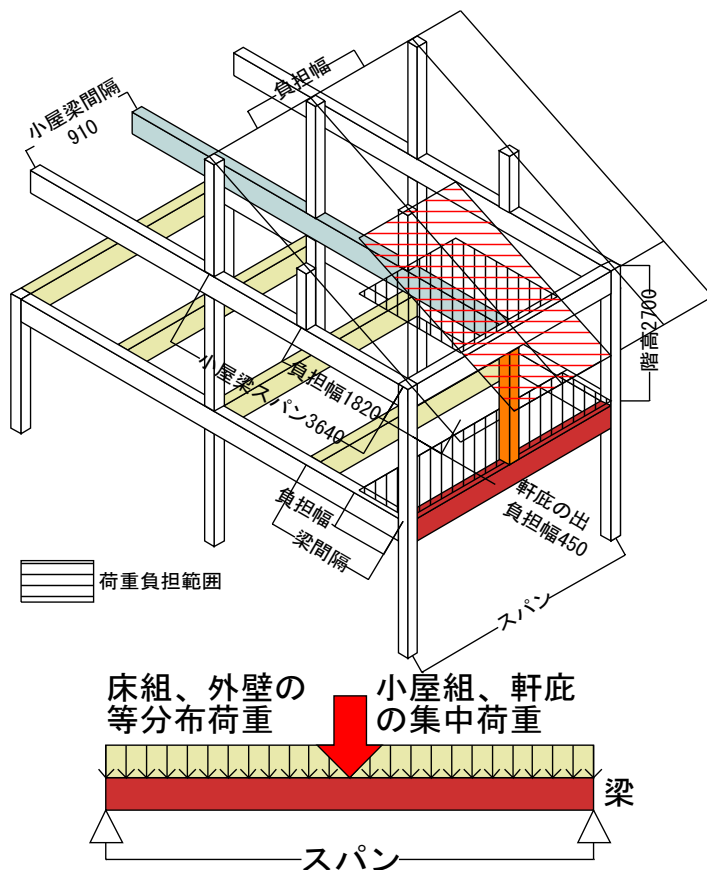 負担幅
小屋梁間隔
910
階高2700
負担幅1820
小屋梁スパン3640
軒庇の出
負担幅450
負担幅
梁間隔
荷重負担範囲
スパン
床組、外壁の
等分布荷重
小屋組、軒庇
の集中荷重
梁
スパン